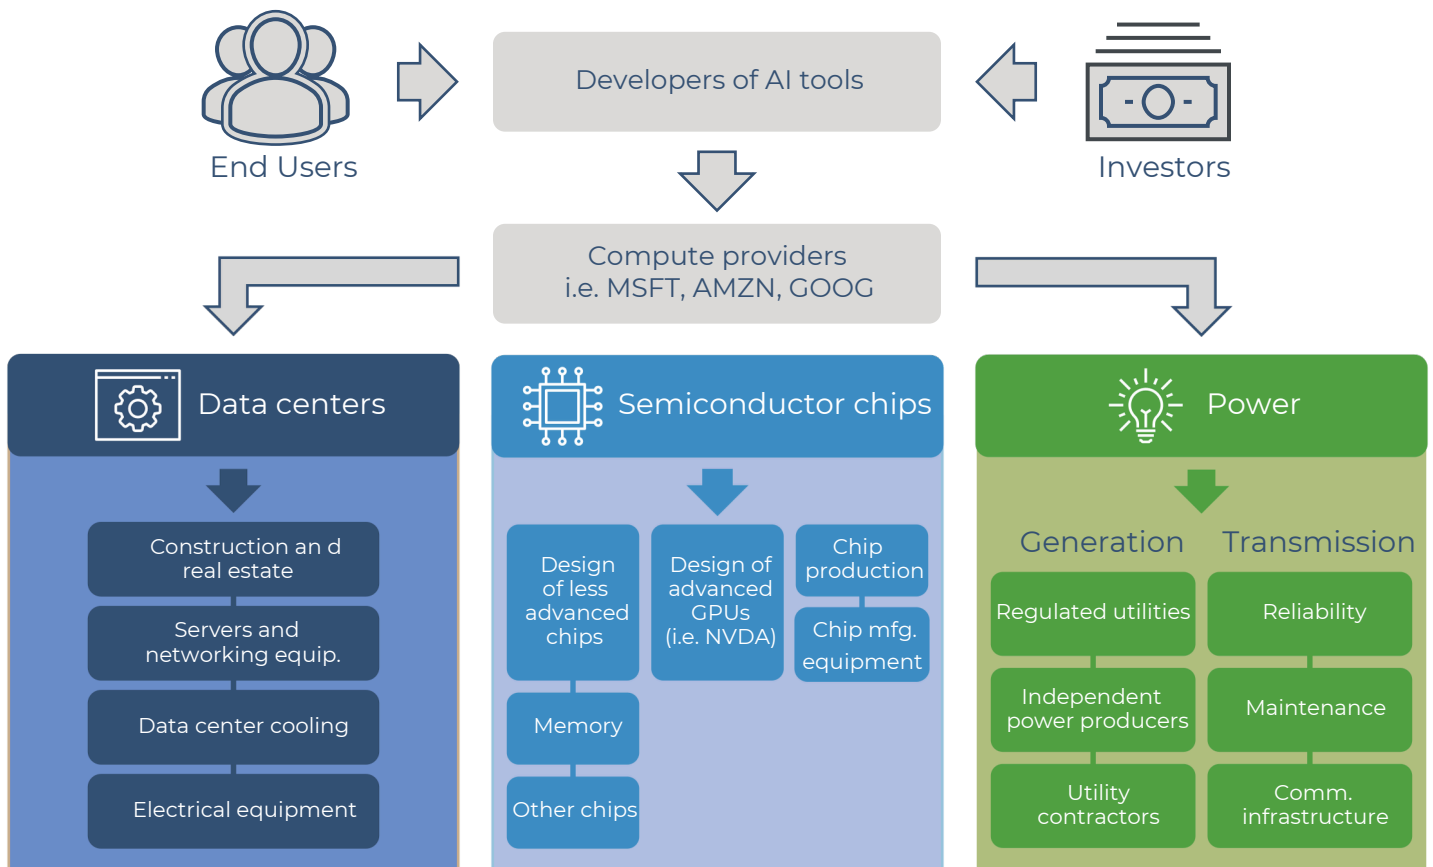 Developers of AI tools
End Users
Investors
Compute providers
i.e. MSFT, AMZN, GOOG
Data centers
Construction an d
real estate
Servers and
networking equip.
Data center cooling
Electrical equipment
Semiconductor chips
Design
of less
advanced
chips
Memory
Other chips
Design of
advanced
GPUs
(i.e. NVDA)
Chip
production
Chip mfg.
equipment
Power
Generation
Regulated utilities
Independent
power producers
Utility
contractors
Transmission
Reliability
Maintenance
Comm.
infrastructure